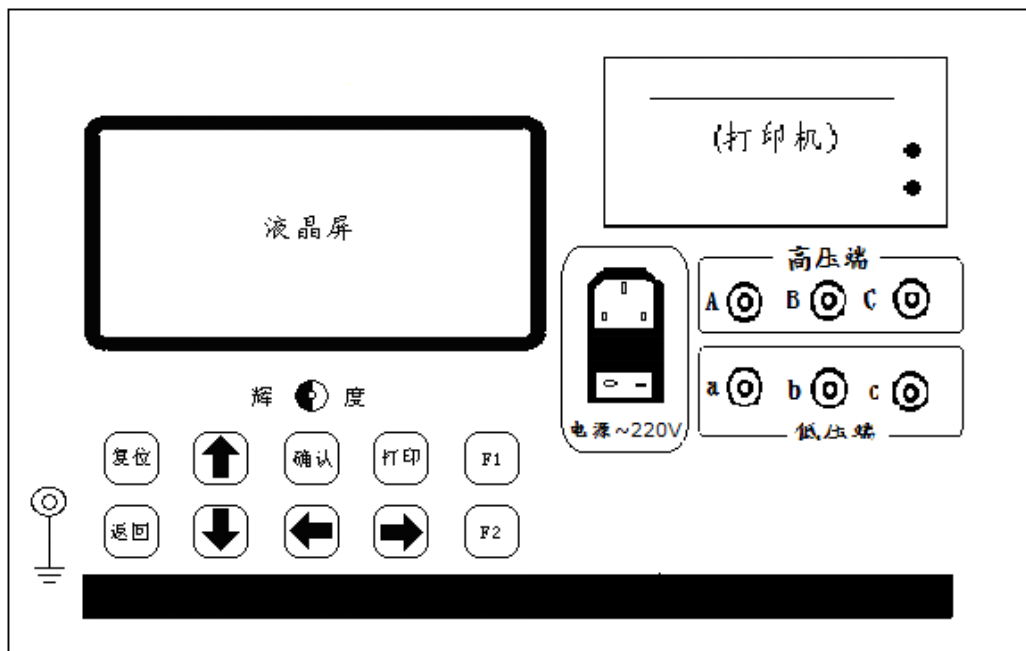 (打印机)
液晶屏
高压端
A B C
a b c
低压端
电源~220V
辉 度
复位 确认 打印 F1
返回 F2